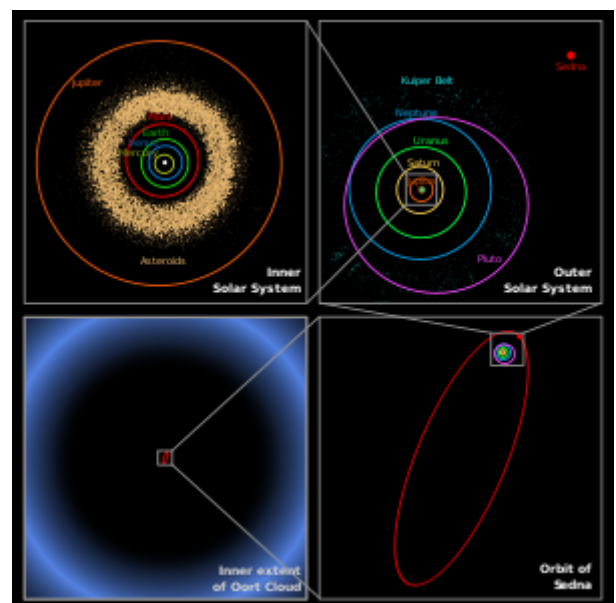 Jupiter
Mars
Earth
Venus
Mercury
Asteroids
Inner
Solar System
Sedna
Kuiper Belt
Neptune
Uranus
Saturn
Pluto
Outer
Solar System
Inner extent
of Oort Cloud
Orbit of
Sedna